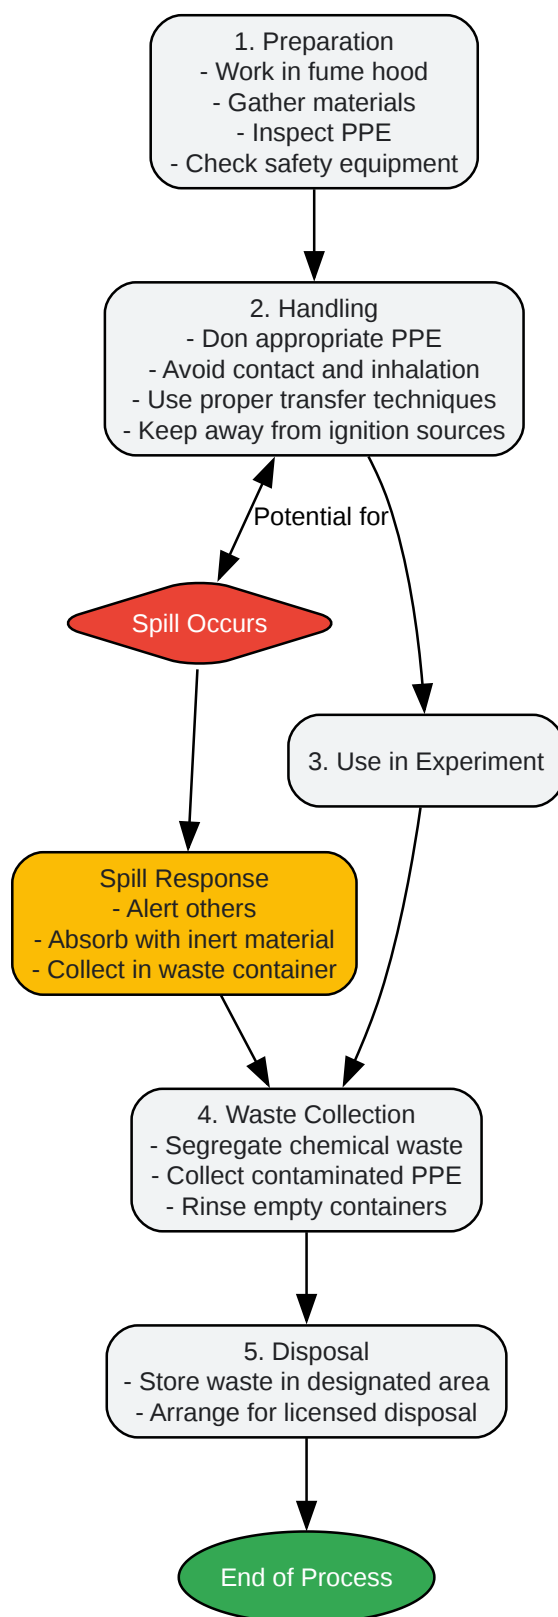 1. Preparation
- Work in fume hood
- Gather materials
- Inspect PPE
- Check safety equipment
2. Handling
- Don appropriate PPE
- Avoid contact and inhalation
- Use proper transfer techniques
- Keep away from ignition sources
Potential for
Spill Occurs
3. Use in Experiment
Spill Response
- Alert others
- Absorb with inert material
- Collect in waste container
4. Waste Collection
- Segregate chemical waste
- Collect contaminated PPE
- Rinse empty containers
5. Disposal
- Store waste in designated area
- Arrange for licensed disposal
End of Process